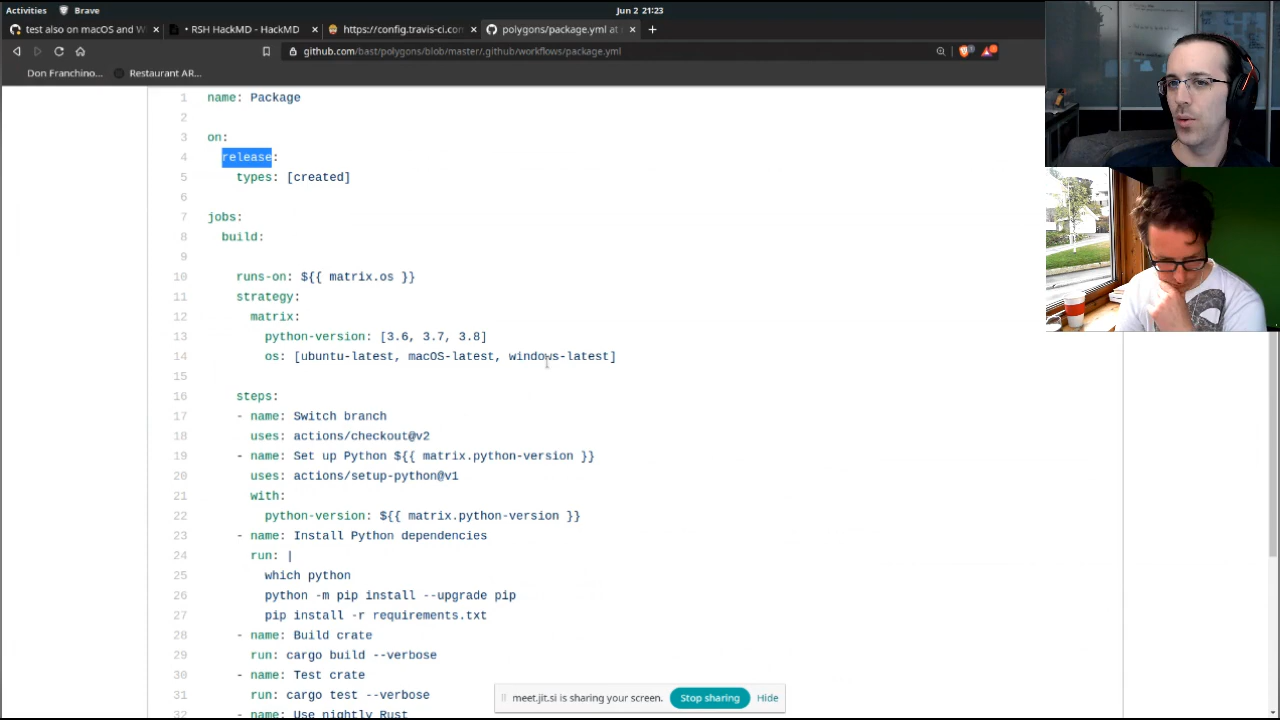 Activities Brave Jun 2 21:23
test also on macOS and W × • RSH HackMD - HackMD × https://config.travis-ci.com × package.yml at × +
github.com/bast/polygons/blob/master/.github/workflows/package.yml
Don Franchino... Restaurant AR...
1 name: Package
2
3 on:
4 release:
5 types: [created]
6
7 jobs:
8 build:
9
10 runs-on: ${{ matrix.os }}
11 strategy:
12 matrix:
13 python-version: [3.6, 3.7, 3.8]
14 os: [ubuntu-latest, macOS-latest, windows-latest]
15
16 steps:
17 - name: Switch branch
18 uses: actions/checkout@v2
19 - name: Set up Python ${{ matrix.python-version }}
20 uses: actions/setup-python@v1
21 with:
22 python-version: ${{ matrix.python-version }}
23 - name: Install Python dependencies
24 run: |
25 which python
26 python -m pip install --upgrade pip
27 pip install -r requirements.txt
28 - name: Build crate
29 run: cargo build --verbose
30 - name: Test crate
31 run: cargo test --verbose
32 - name: Use nightly Rust
meet.jit.si is sharing your screen. Stop sharing Hide